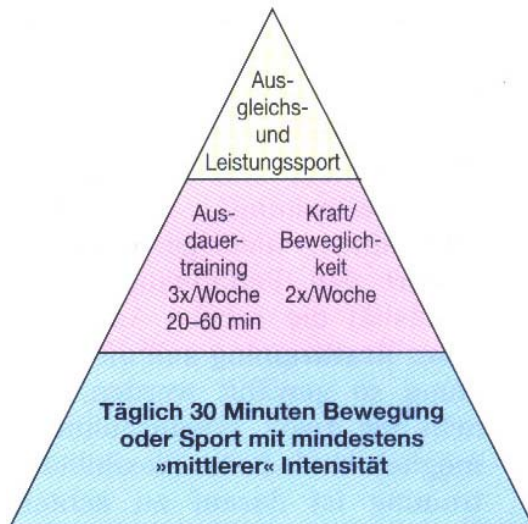 Aus-
gleichs-
und
Leistungssport
Aus-
dauer-
training
3x/Woche
20–60 min
Kraft/
Beweglich-
keit
2x/Woche
Täglich 30 Minuten Bewegung
oder Sport mit mindestens
»mittlerer« Intensität